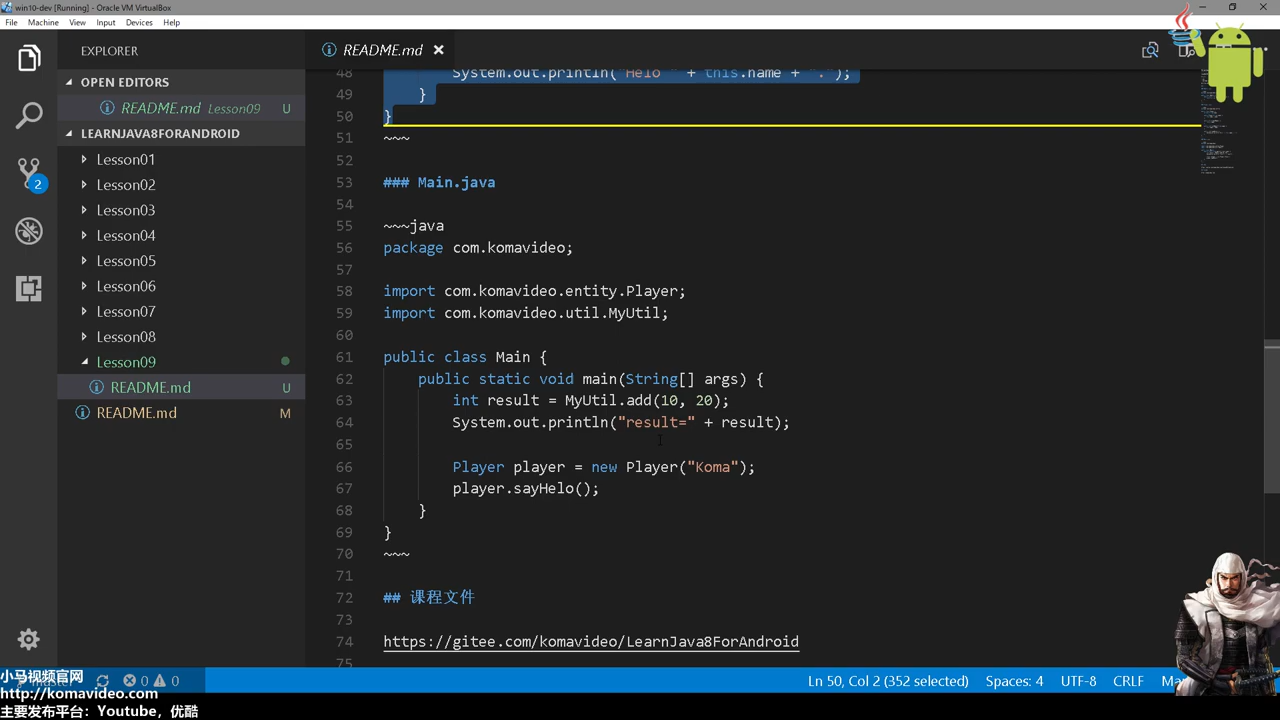 win10-dev [Running] - Oracle VM VirtualBox
File Machine View Input Devices Help
EXPLORER
README.md
OPEN EDITORS
README.md Lesson09 U
LEARNJAVA8FORANDROID
Lesson01
Lesson02
Lesson03
Lesson04
Lesson05
Lesson06
Lesson07
Lesson08
Lesson09
README.md U
README.md M
2
48 System.out.println("Helo " + this.name + ".");
49 }
50 }
51 ~~~
52
53 ### Main.java
54
55 ~~~java
56 package com.komavideo;
57
58 import com.komavideo.entity.Player;
59 import com.komavideo.util.MyUtil;
60
61 public class Main {
62 public static void main(String[] args) {
63 int result = MyUtil.add(10, 20);
64 System.out.println("result=" + result);
65
66 Player player = new Player("Koma");
67 player.sayHelo();
68 }
69 }
70 ~~~
71
72 ## 课程文件
73
74 https://gitee.com/komavideo/LearnJava8ForAndroid
75
小马视频官网
http://komavideo.com
主要发布平台：Youtube，优酷
0 0
Ln 50, Col 2 (352 selected) Spaces: 4 UTF-8 CRLF